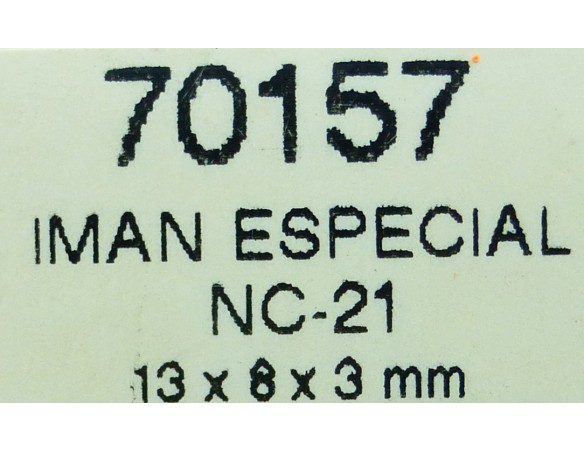 70157
IMAN ESPECIAL
NC-21
13 x 8 x 3 mm